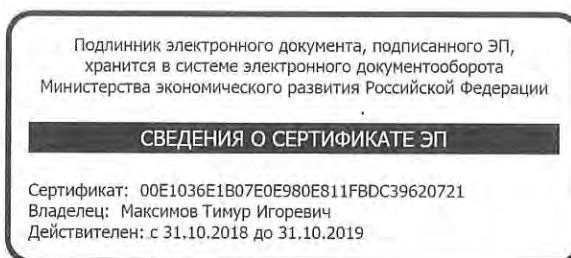 Подлинник электронного документа, подписанного ЭП,
хранится в системе электронного документооборота
Министерства экономического развития Российской Федерации
СВЕДЕНИЯ О СЕРТИФИКАТЕ ЭП
Сертификат: 00E1036E1B07E0E980E811FBDC39620721
Владелец: Максимов Тимур Игоревич
Действителен: с 31.10.2018 до 31.10.2019